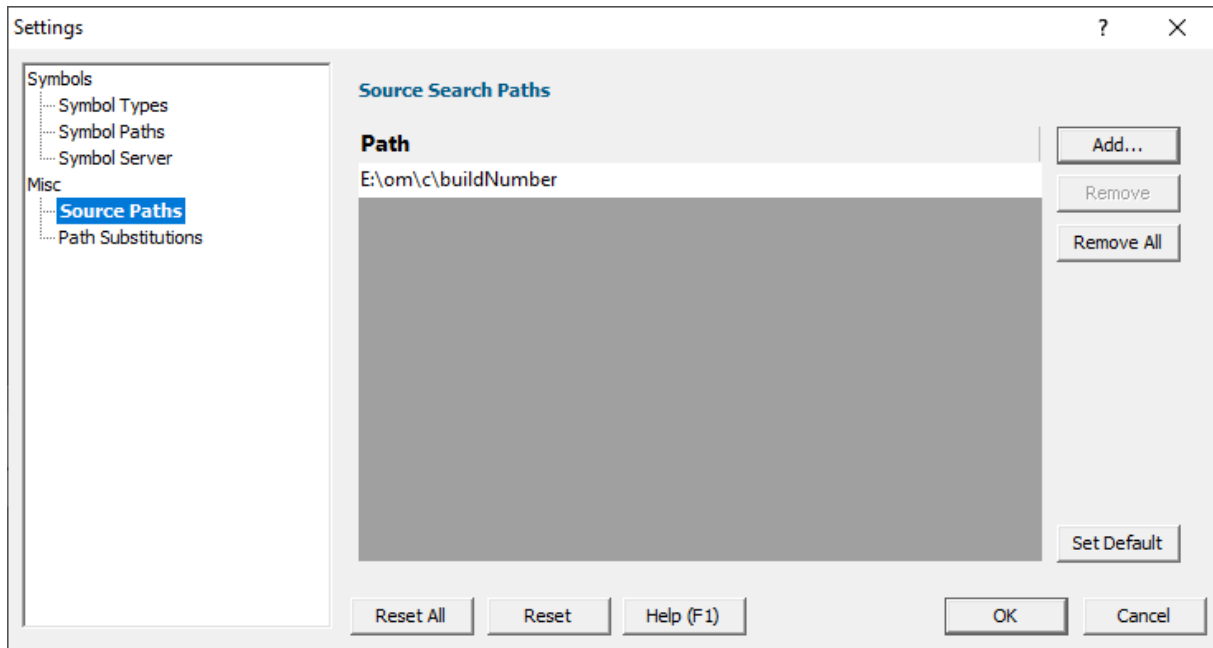 Settings
?
Symbols
Symbol Types
Symbol Paths
Symbol Server
Misc
Source Paths
Path Substitutions
Source Search Paths
Path
E:\om\c\buildNumber
Add...
Remove
Remove All
Set Default
Reset All
Reset
Help (F1)
OK
Cancel